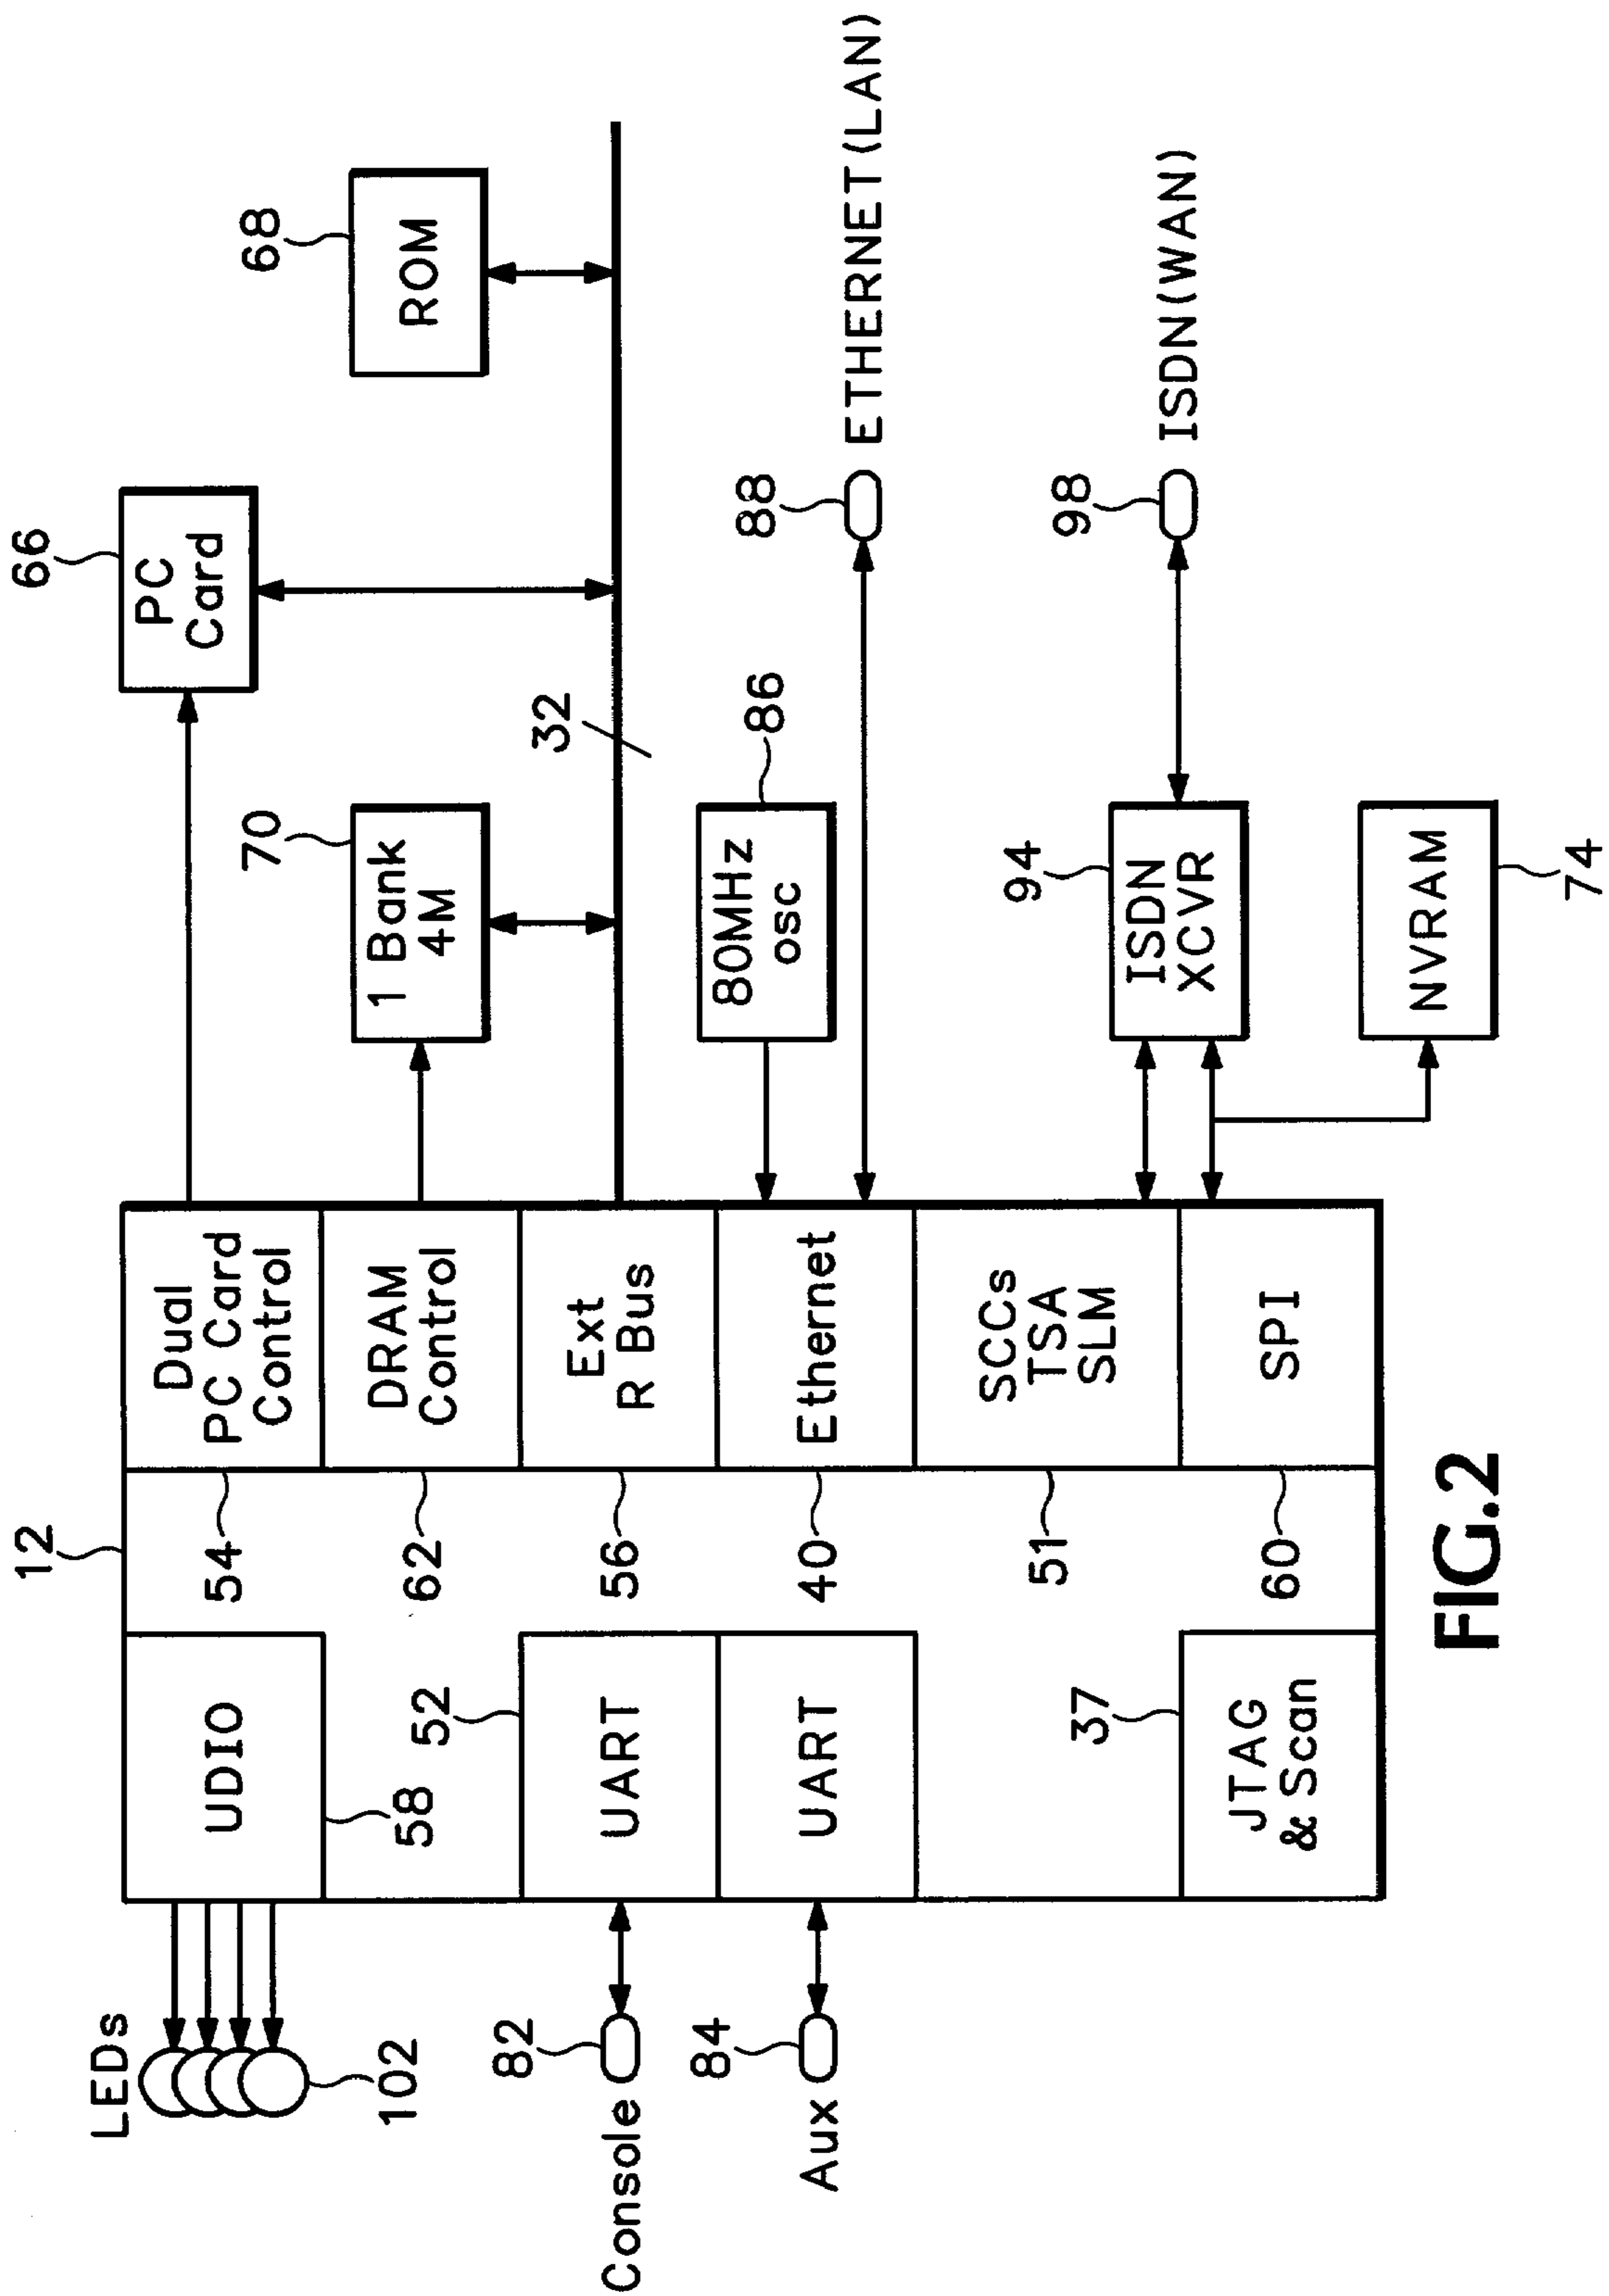 LEDs
102
UDIO
58
12
Dual
PC Card
Control
54
66
PC
Card
DRAM
Control
62
70
1 Bank
4M
68
ROM
Console
82
52
UART
Ext
R Bus
56
32
Aux
84
UART
Ethernet
40
80MHz
osc
86
88
ETHERNET(LAN)
SCCs
TSA
SLM
51
94
ISDN
XCVR
98
ISDN(WAN)
37
JTAG
& Scan
SPI
60
NVRAM
74
FIG.2